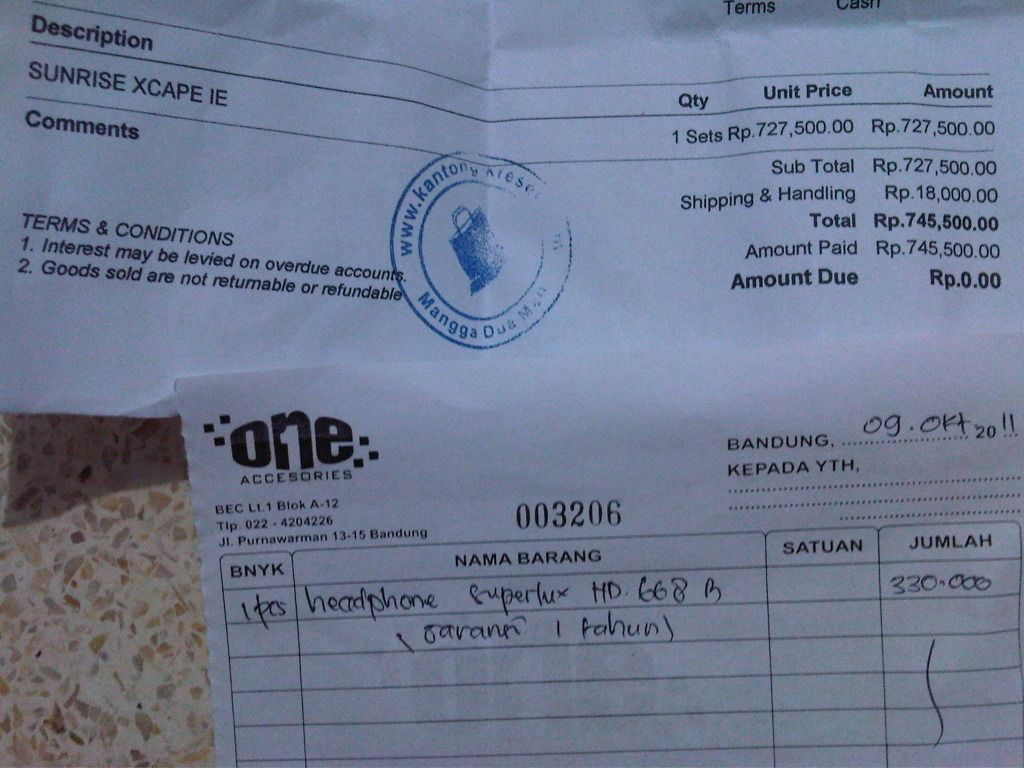 Terms Cash
Description
Qty Unit Price Amount
SUNRISE XCAPE IE
1 Sets Rp.727,500.00 Rp.727,500.00
Comments
Sub Total Rp.727,500.00
Shipping & Handling Rp.18,000.00
Total Rp.745,500.00
Amount Paid Rp.745,500.00
Amount Due Rp.0.00
TERMS & CONDITIONS
1. Interest may be levied on overdue accounts.
2. Goods sold are not returnable or refundable
www.kantong
Mangga Dua
one
ACCESORIES
BEC Lt.1 Blok A-12
Tlp. 022 - 4204226
Jl. Purnawarman 13-15 Bandung
003206
BANDUNG, 09. Okt 2011
KEPADA YTH,
BNYK NAMA BARANG SATUAN JUMLAH
1 pcs headphone Superlux HD. 668 B 330.000
(Garansi 1 tahun)